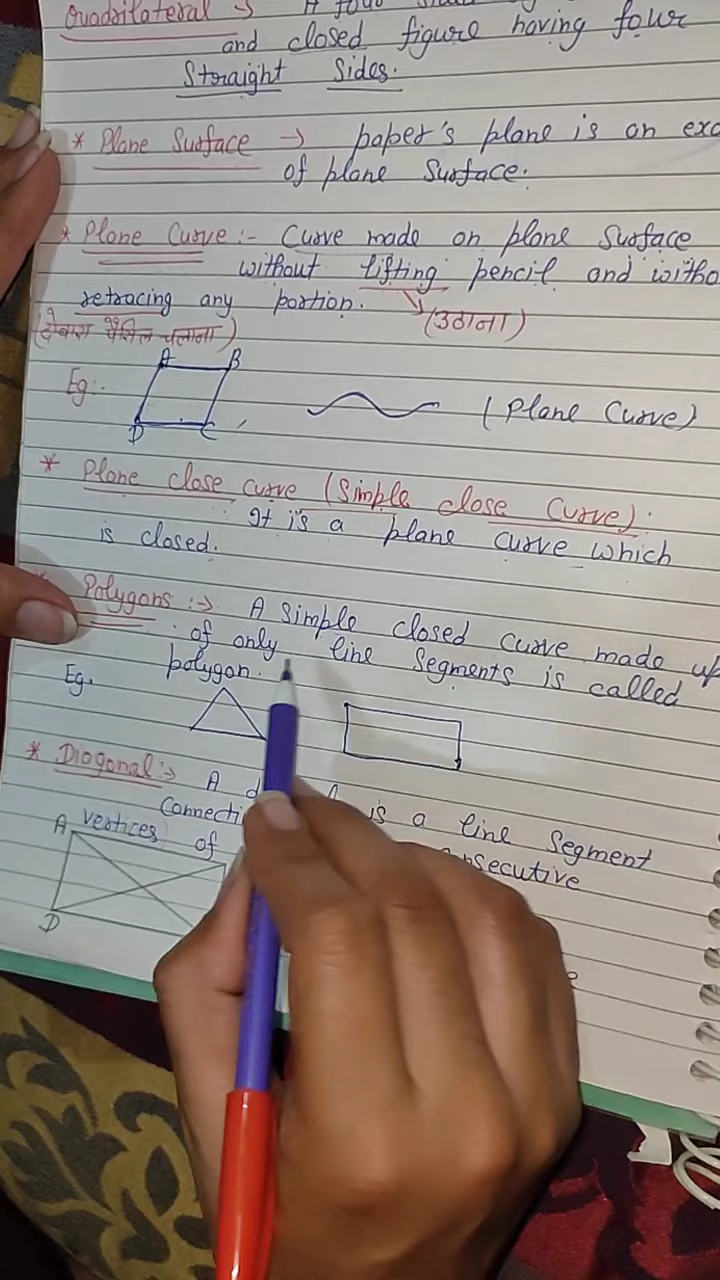 Quadrilateral → A
and closed figure having four
Straight Sides.
* Plane Surface → paper's plane is an exa
of plane Surface.
* Plane Curve :- Curve made on plane Surface
without lifting pencil and witho
retracing any portion. (उठाना)
(दोबारा पेंसिल चलाना)
Eg:- A B
D C (Plane Curve)
* Plane close curve (Simple close Curve).
It is a plane curve which
is closed.
* Polygons :→ A simple closed curve made up
of only line Segments is called
polygon.
Eg.
* Diagonal :→ A is a line Segment
vertices of
A
D